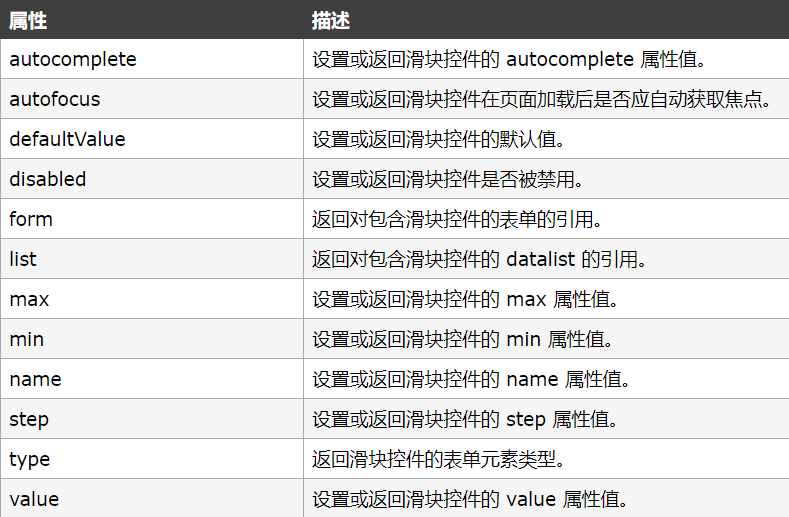 属性 描述
autocomplete 设置或返回滑块控件的 autocomplete 属性值。
autofocus 设置或返回滑块控件在页面加载后是否应自动获取焦点。
defaultValue 设置或返回滑块控件的默认值。
disabled 设置或返回滑块控件是否被禁用。
form 返回对包含滑块控件的表单的引用。
list 返回对包含滑块控件的 datalist 的引用。
max 设置或返回滑块控件的 max 属性值。
min 设置或返回滑块控件的 min 属性值。
name 设置或返回滑块控件的 name 属性值。
step 设置或返回滑块控件的 step 属性值。
type 返回滑块控件的表单元素类型。
value 设置或返回滑块控件的 value 属性值。